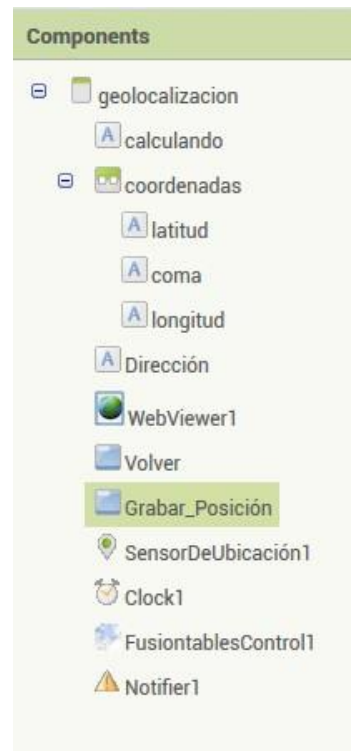 Components
geolocalizacion
calculando
coordenadas
latitud
coma
longitud
Dirección
WebViewer1
Volver
Grabar_Posición
SensorDeUbicación1
Clock1
FusiontablesControl1
Notifier1